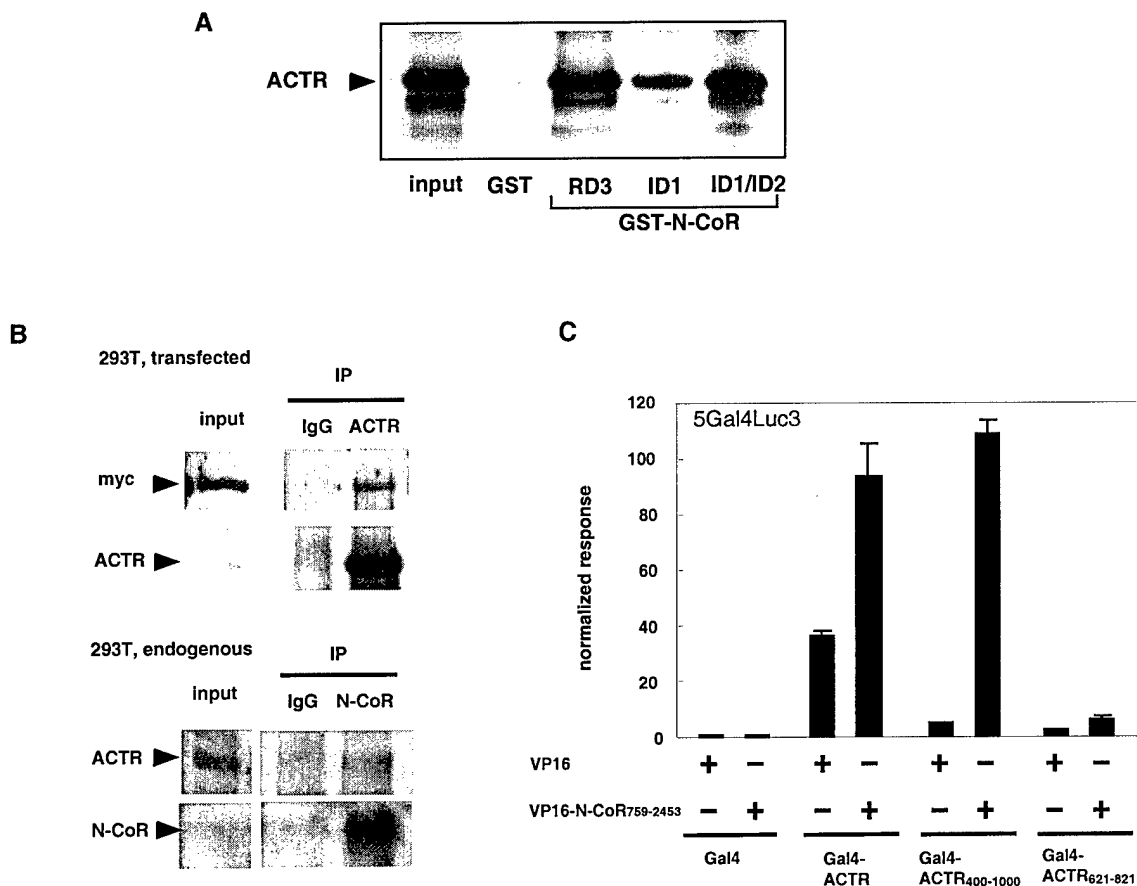 A
ACTR
input GST RD3 ID1 ID1/ID2
GST-N-CoR
B
293T, transfected
IP
input
IgG ACTR
myc
ACTR
293T, endogenous
IP
input
IgG N-CoR
ACTR
N-CoR
C
5Gal4Luc3
normalized response
120
100
80
60
40
20
0
VP16 + − + − + − + −
VP16-N-CoR759-2453 − + − + − + − +
Gal4
Gal4-
ACTR
Gal4-
ACTR400-1000
Gal4-
ACTR621-821